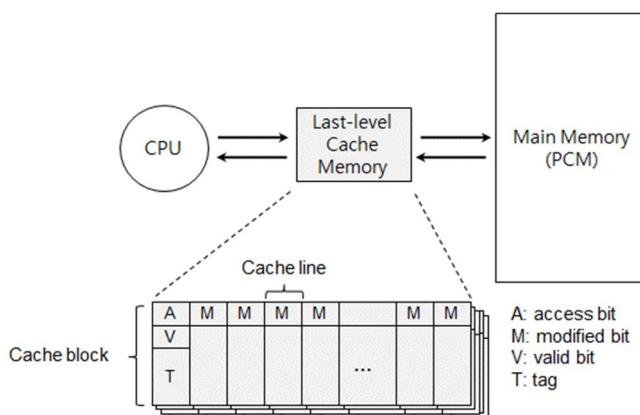 CPU
Last-level
Cache
Memory
Main Memory
(PCM)
Cache line
Cache block
A M M M M M M
V
T
...
A: access bit
M: modified bit
V: valid bit
T: tag